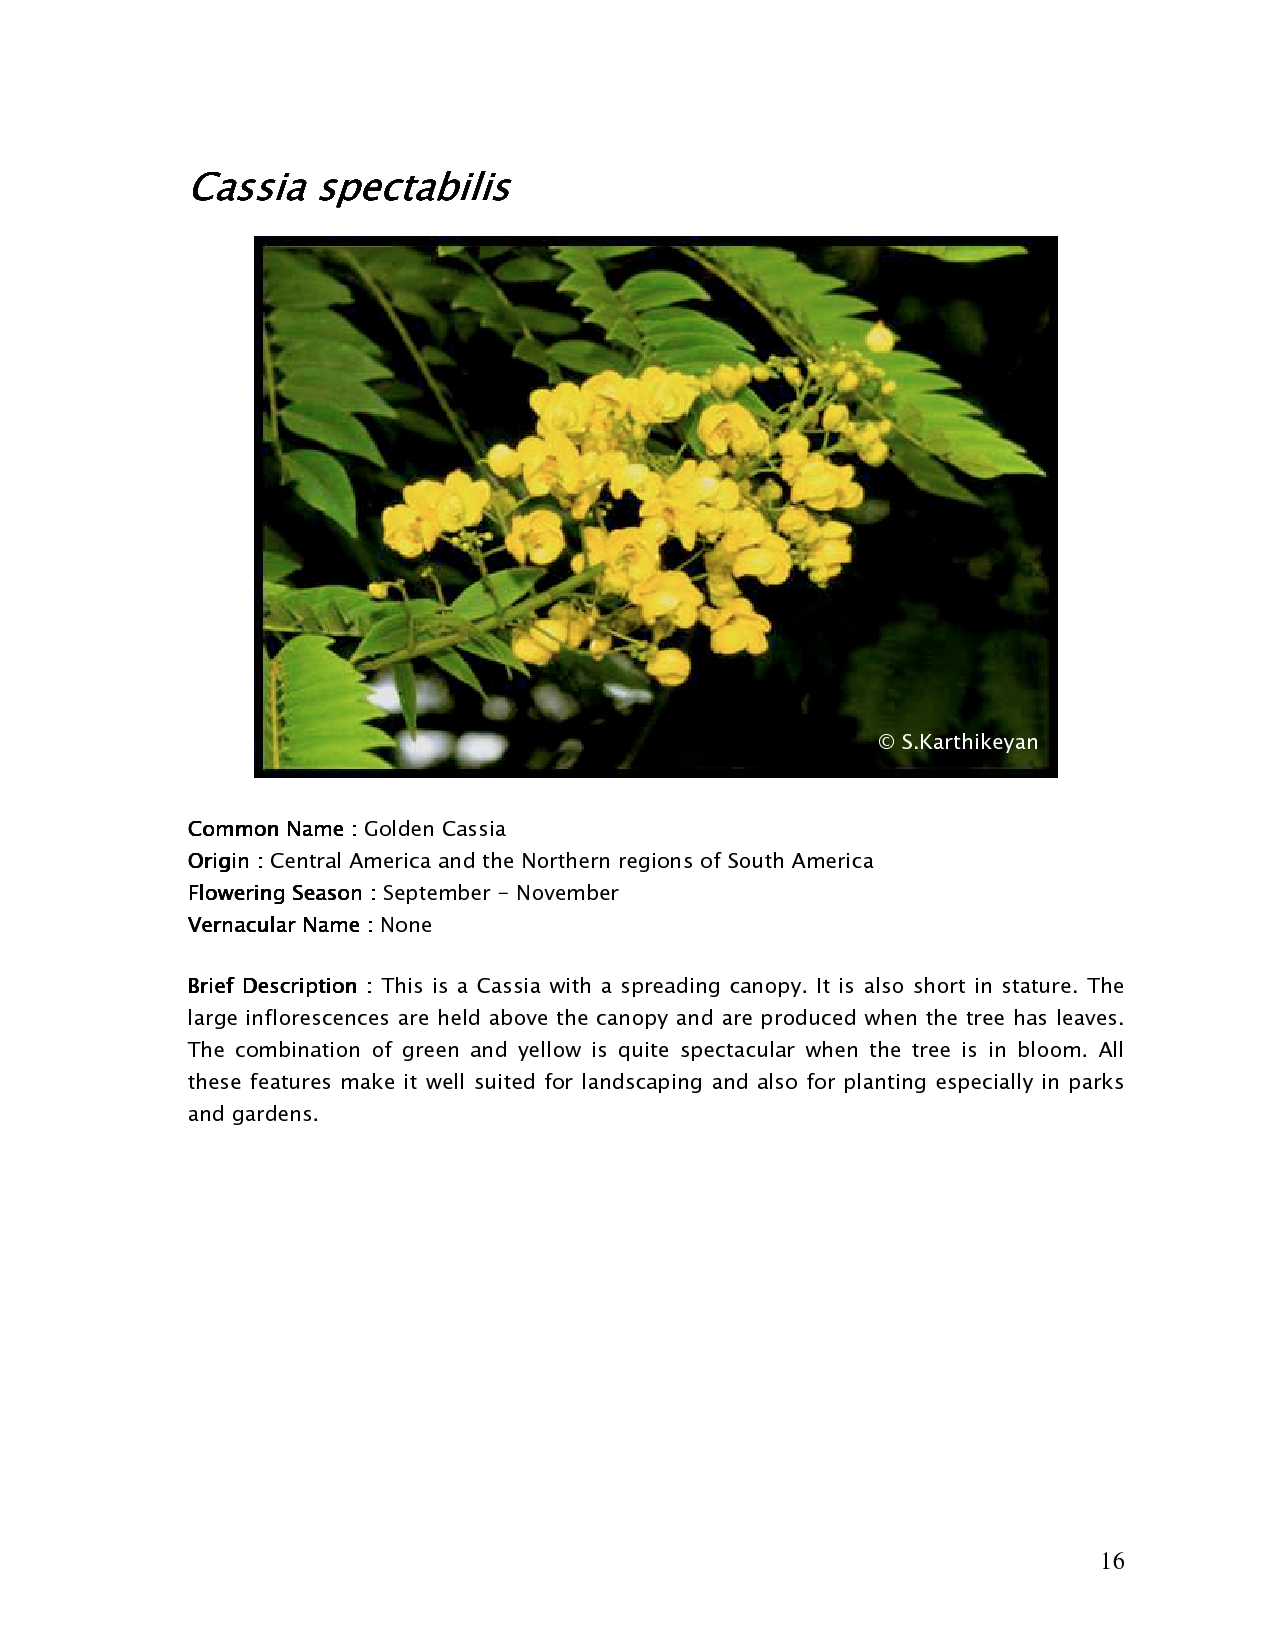 Cassia spectabilis
© S.Karthikeyan
Common Name : Golden Cassia
Origin : Central America and the Northern regions of South America
Flowering Season : September - November
Vernacular Name : None
Brief Description : This is a Cassia with a spreading canopy. It is also short in stature. The
large inflorescences are held above the canopy and are produced when the tree has leaves.
The combination of green and yellow is quite spectacular when the tree is in bloom. All
these features make it well suited for landscaping and also for planting especially in parks
and gardens.
16